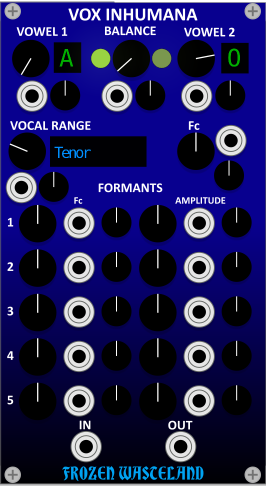 VOX INHUMANA
VOWEL 1 BALANCE VOWEL 2
A O
VOCAL RANGE Fc
Tenor
FORMANTS
Fc AMPLITUDE
1
2
3
4
5
IN OUT
FROZEN WASTELAND